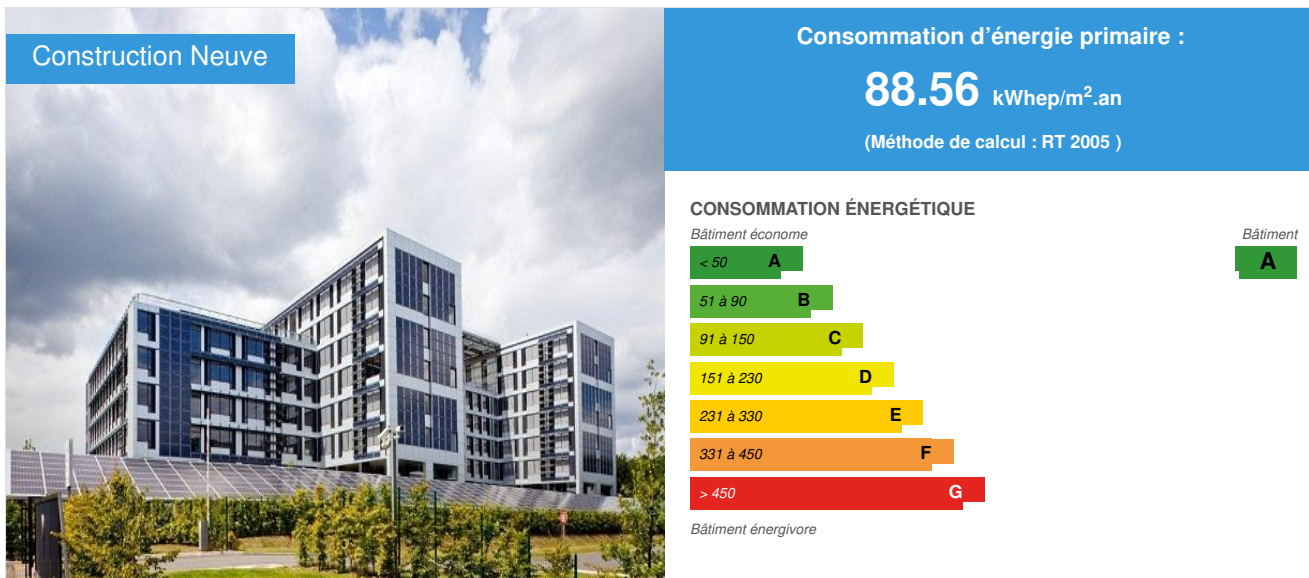 Construction Neuve
Consommation d'énergie primaire :
88.56 kWhep/m².an
(Méthode de calcul : RT 2005 )
CONSOMMATION ÉNERGÉTIQUE
Bâtiment économe
Bâtiment
< 50 A
A
51 à 90 B
91 à 150 C
151 à 230 D
231 à 330 E
331 à 450 F
> 450 G
Bâtiment énergivore